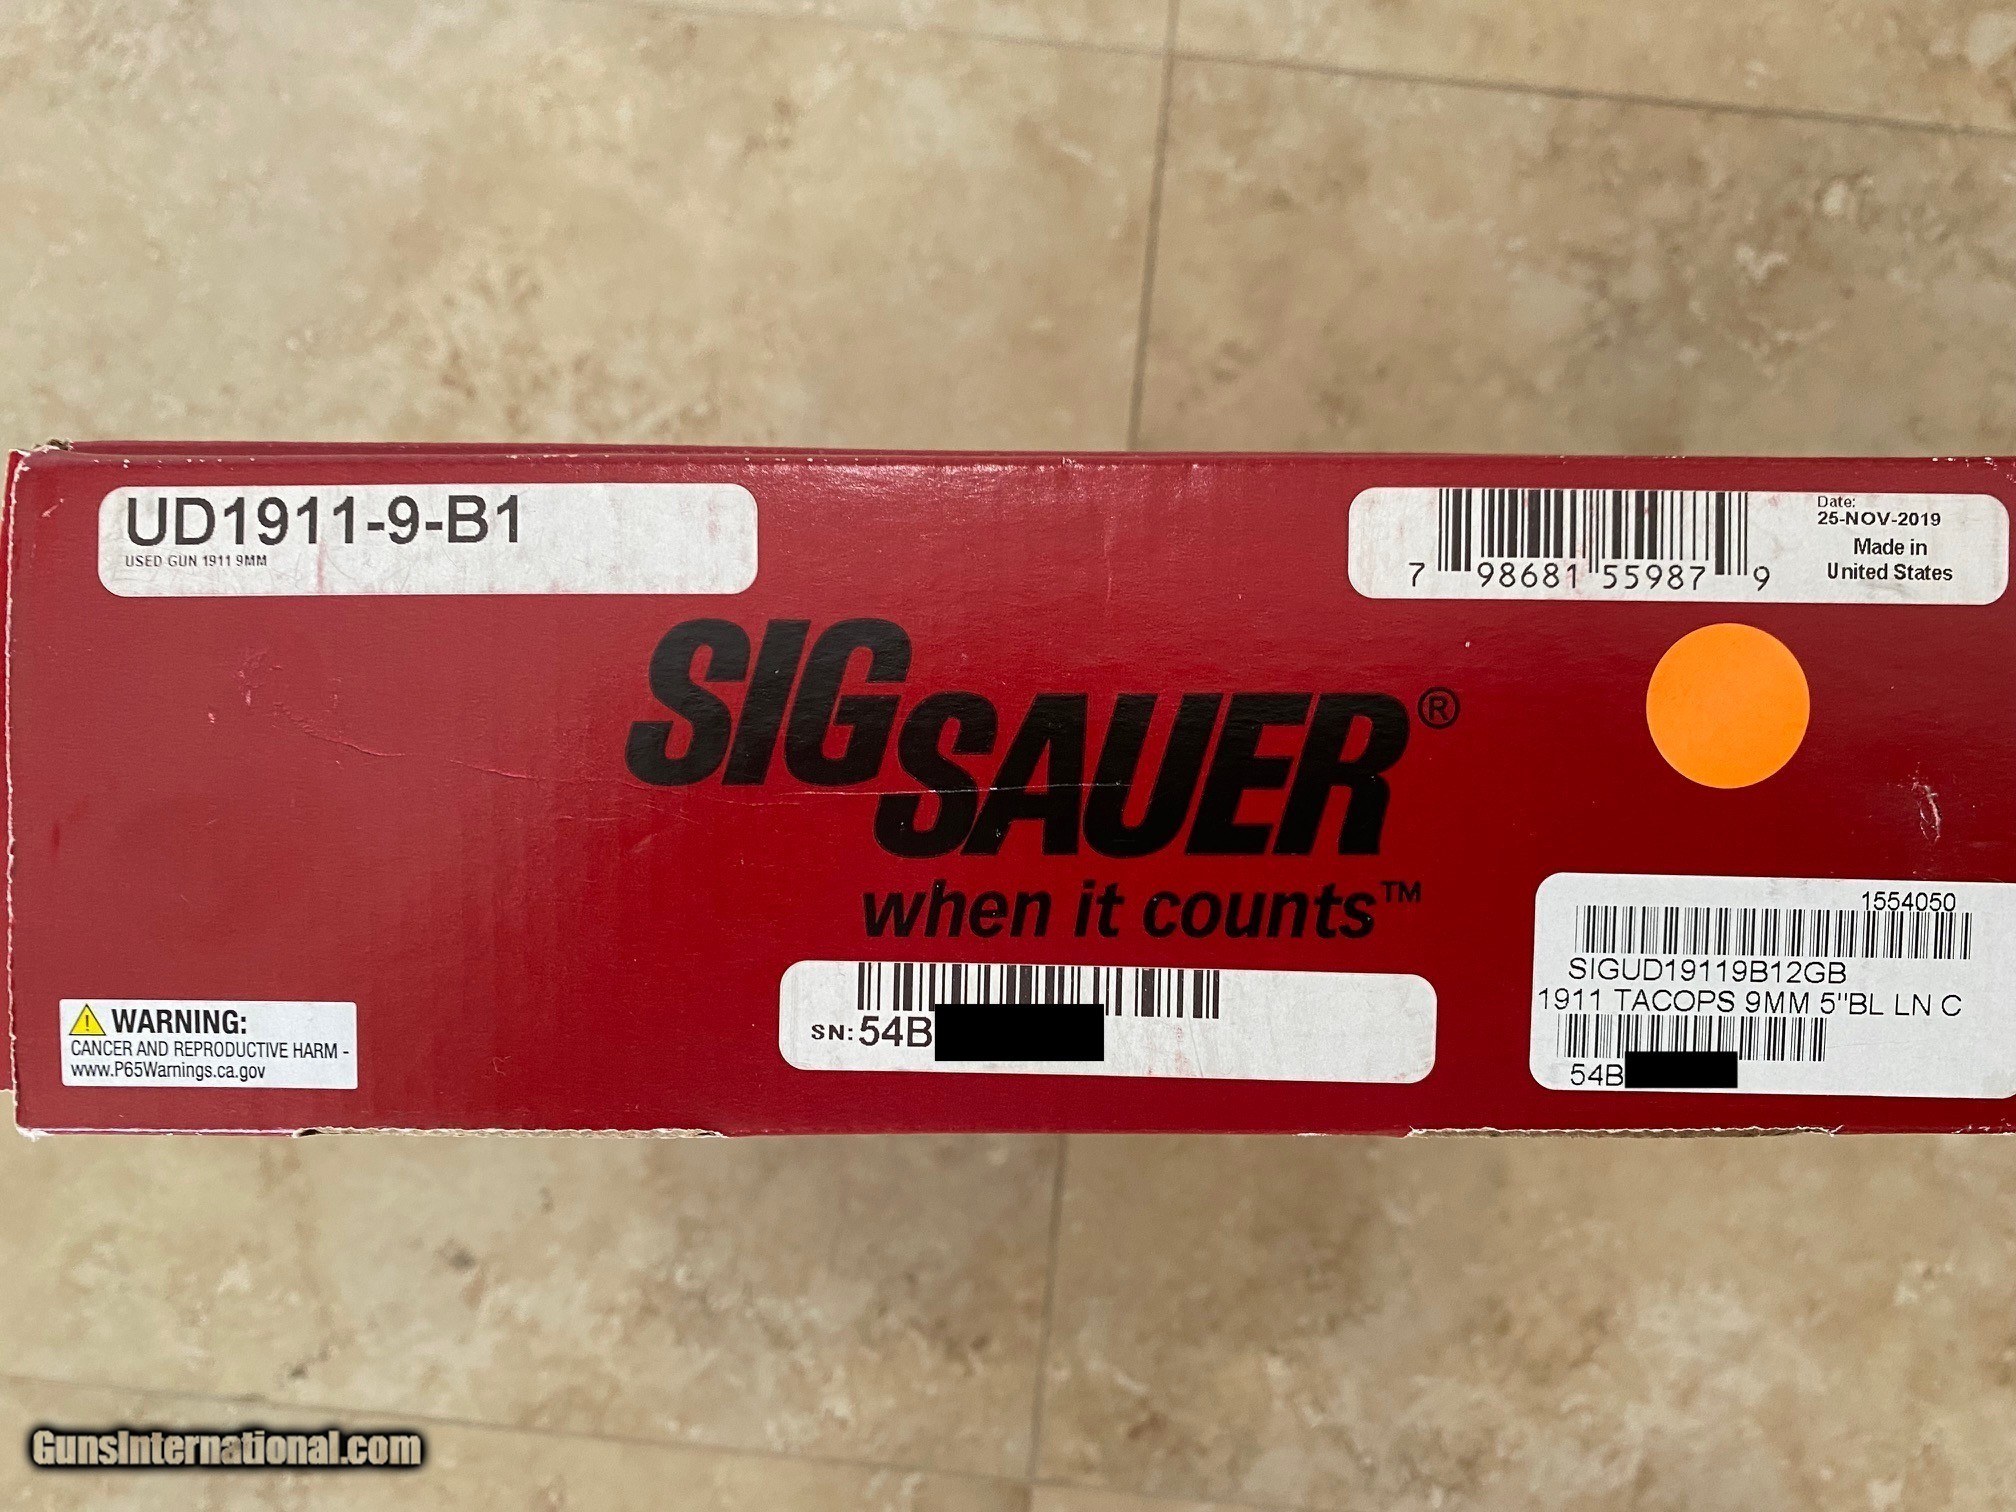 UD1911-9-B1
USED GUN 1911 9MM
7 98681 55987 9
Date:
25-NOV-2019
Made in
United States
SIG SAUER®
when it counts™
WARNING:
CANCER AND REPRODUCTIVE HARM -
www.P65Warnings.ca.gov
SN: 54B
1554050
SIGUD19119B12GB
1911 TACOPS 9MM 5"BL LN C
54B
GunsInternational.com